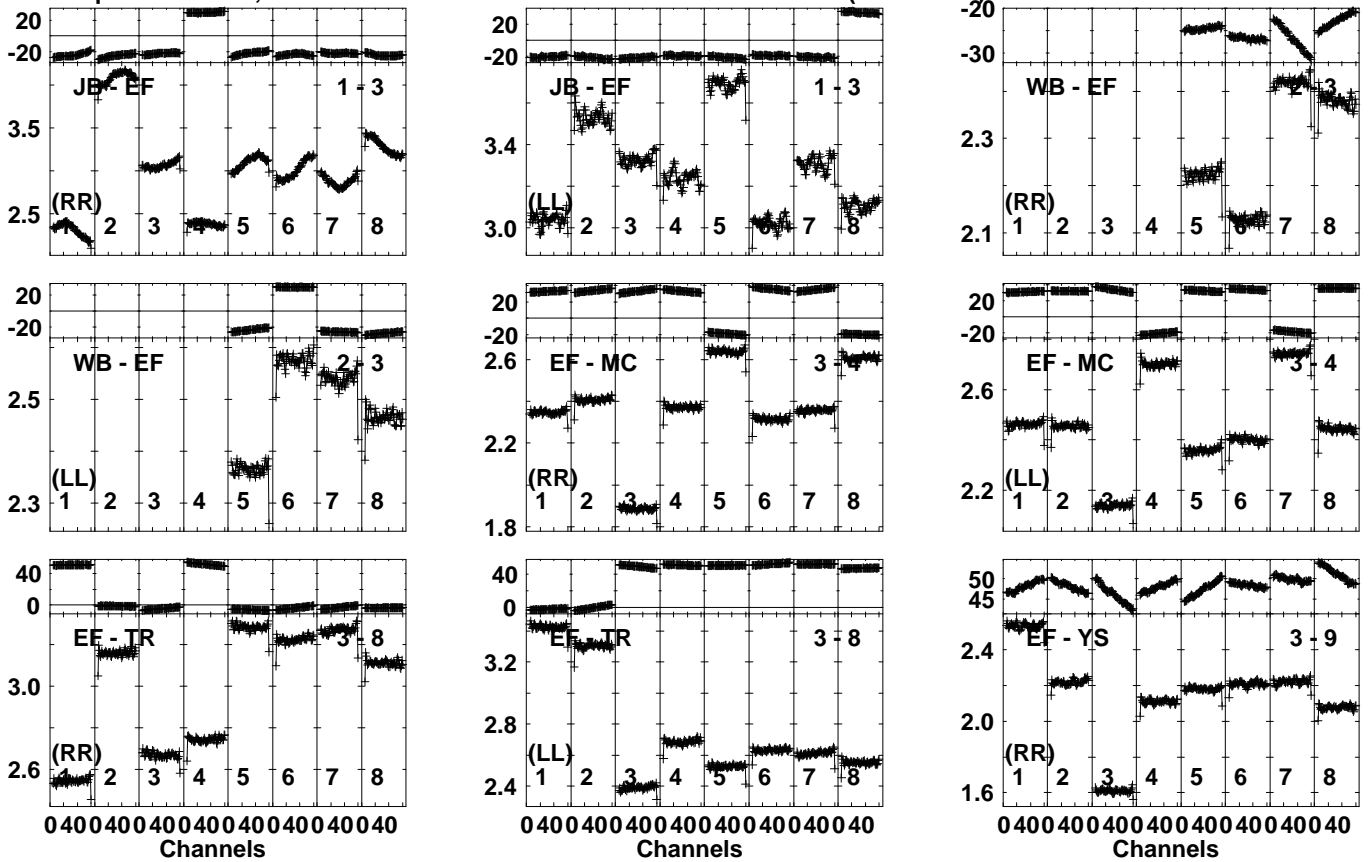 20
-20
JB - EF 1 - 3
3.5
2.5
(RR)
1 2 3 4 5 6 7 8
20
-20
JB - EF 1 - 3
3.4
3.0
(LL)
1 2 3 4 5 6 7 8
-20
-30
WB - EF 2 - 3
2.3
2.1
(RR)
1 2 3 4 5 6 7 8
20
-20
WB - EF 2 - 3
2.5
2.3
(LL)
1 2 3 4 5 6 7 8
20
-20
EF - MC 3 - 4
2.6
2.2
1.8
(RR)
1 2 3 4 5 6 7 8
20
-20
EF - MC 3 - 4
2.6
2.2
(LL)
1 2 3 4 5 6 7 8
40
0
EF - TR 3 - 8
3.0
2.6
(RR)
1 2 3 4 5 6 7 8
0 40 0 40 0 40 0 40 0 40 0 40 0 40 0 40
Channels
40
0
EF - TR 3 - 8
3.2
2.8
2.4
(LL)
1 2 3 4 5 6 7 8
0 40 0 40 0 40 0 40 0 40 0 40 0 40 0 40
Channels
50
45
EF - YS 3 - 9
2.4
2.0
1.6
(RR)
1 2 3 4 5 6 7 8
0 40 0 40 0 40 0 40 0 40 0 40 0 40 0 40
Channels